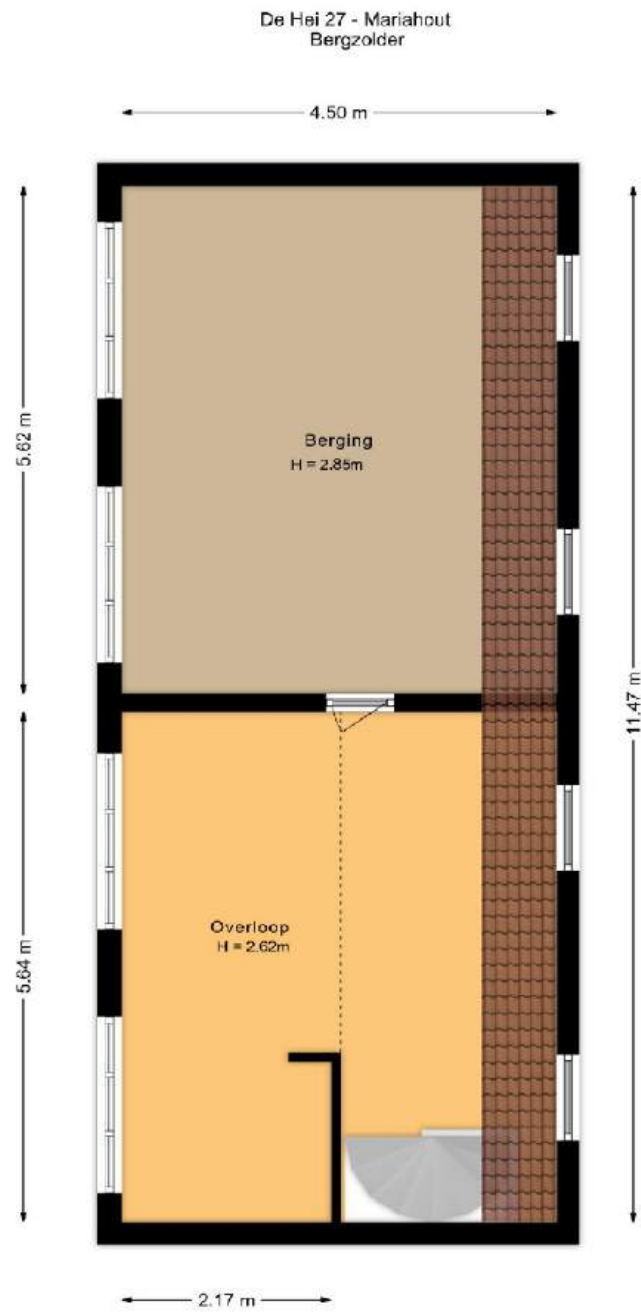 De Hei 27 - Mariahout
Bergzolder
4.50 m
5.62 m
Berging
H = 2.85m
11.47 m
Overloop
H = 2.62m
5.64 m
2.17 m